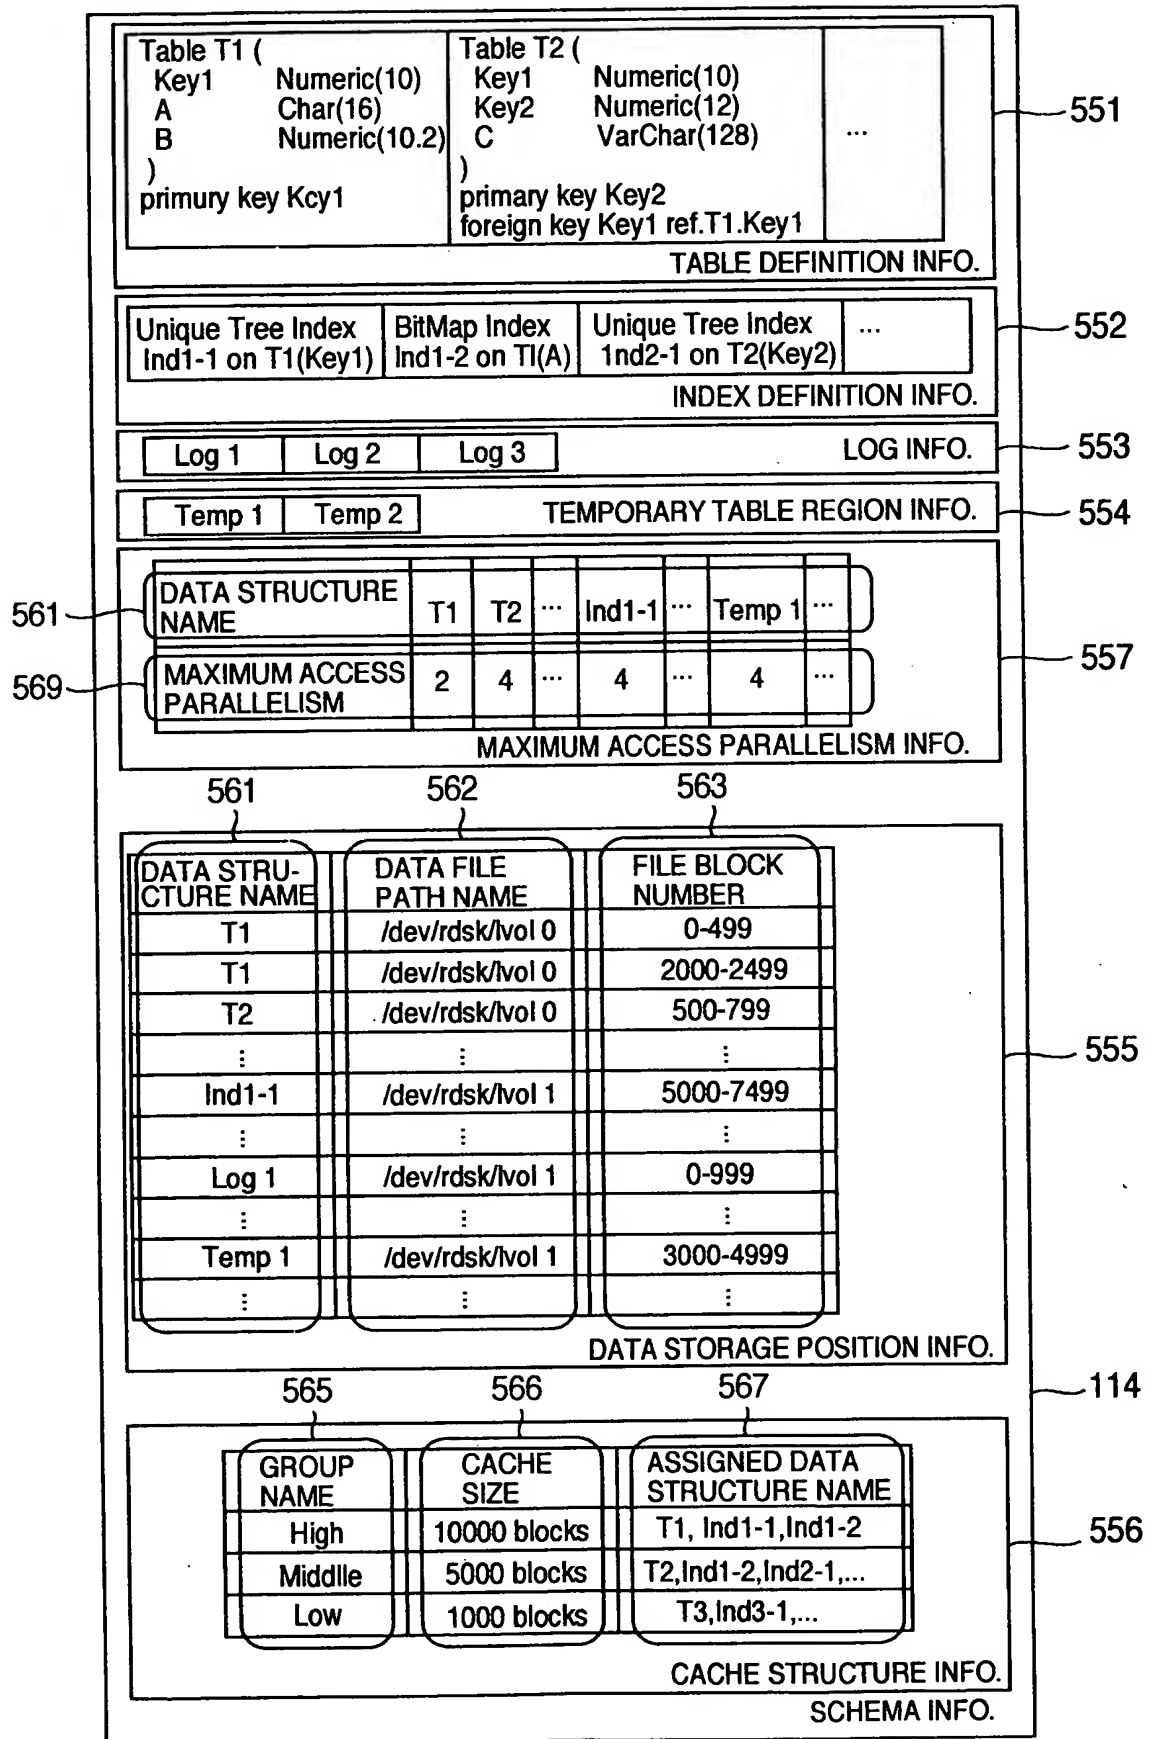 Table T1 (
Key1 Numeric(10)
A Char(16)
B Numeric(10.2)
)
primury key Kcy1
Table T2 (
Key1 Numeric(10)
Key2 Numeric(12)
C VarChar(128)
)
primary key Key2
foreign key Key1 ref.T1.Key1
...
TABLE DEFINITION INFO.
551
Unique Tree Index
Ind1-1 on T1(Key1)
BitMap Index
Ind1-2 on TI(A)
Unique Tree Index
1nd2-1 on T2(Key2)
...
INDEX DEFINITION INFO.
552
Log 1 Log 2 Log 3 LOG INFO.
553
Temp 1 Temp 2 TEMPORARY TABLE REGION INFO.
554
561
DATA STRUCTURE
NAME
T1 T2 ... Ind1-1 ... Temp 1 ...
569
MAXIMUM ACCESS
PARALLELISM
2 4 ... 4 ... 4 ...
557
MAXIMUM ACCESS PARALLELISM INFO.
561 562 563
DATA STRU-
CTURE NAME
DATA FILE
PATH NAME
FILE BLOCK
NUMBER
T1 /dev/rdsk/lvol 0 0-499
T1 /dev/rdsk/lvol 0 2000-2499
T2 /dev/rdsk/lvol 0 500-799
⋮ ⋮ ⋮
555
Ind1-1 /dev/rdsk/lvol 1 5000-7499
⋮ ⋮ ⋮
Log 1 /dev/rdsk/lvol 1 0-999
⋮ ⋮ ⋮
Temp 1 /dev/rdsk/lvol 1 3000-4999
⋮ ⋮ ⋮
DATA STORAGE POSITION INFO.
114
565 566 567
GROUP
NAME
CACHE
SIZE
ASSIGNED DATA
STRUCTURE NAME
High 10000 blocks T1, Ind1-1,Ind1-2
Middlle 5000 blocks T2,Ind1-2,Ind2-1,...
Low 1000 blocks T3,Ind3-1,...
556
CACHE STRUCTURE INFO.
SCHEMA INFO.